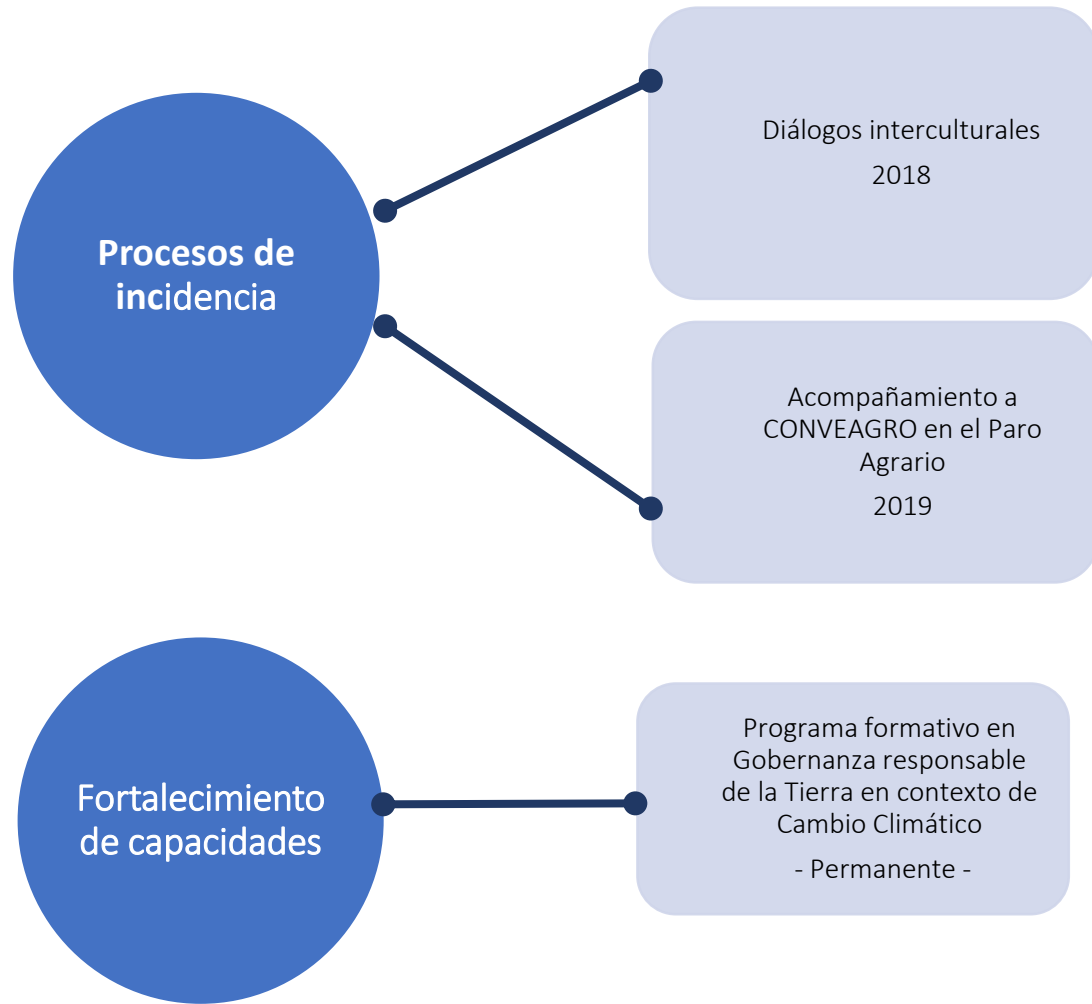 Procesos de
incidencia
Diálogos interculturales
2018
Acompañamiento a
CONVEAGRO en el Paro
Agrario
2019
Fortalecimiento
de capacidades
Programa formativo en
Gobernanza responsable
de la Tierra en contexto de
Cambio Climático
- Permanente -